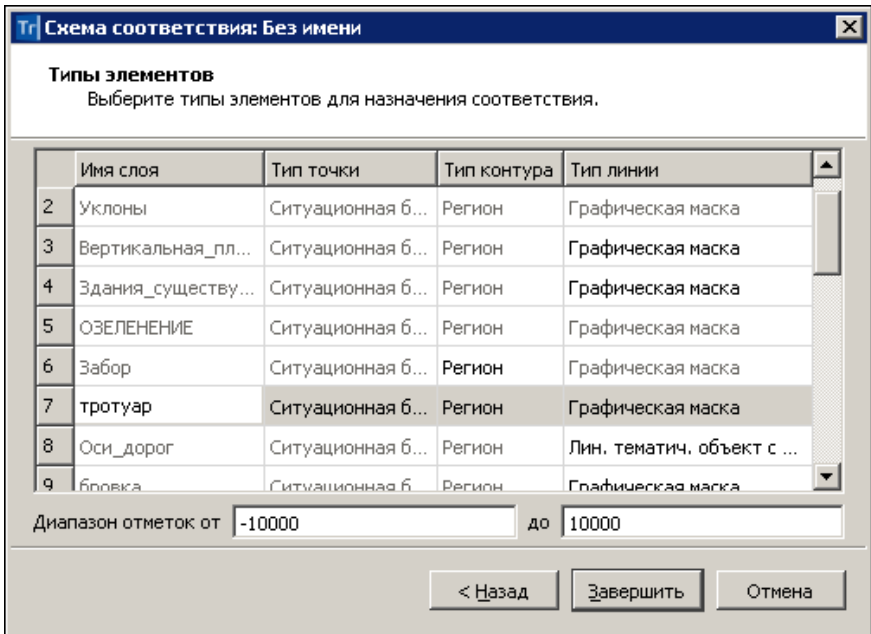 Tr Схема соответствия: Без имени
Типы элементов
Выберите типы элементов для назначения соответствия.
Имя слоя Тип точки Тип контура Тип линии
2 Уклоны Ситуационная б... Регион Графическая маска
3 Вертикальная_пл... Ситуационная б... Регион Графическая маска
4 Здания_существу... Ситуационная б... Регион Графическая маска
5 ОЗЕЛЕНЕНИЕ Ситуационная б... Регион Графическая маска
6 Забор Ситуационная б... Регион Графическая маска
7 тротуар Ситуационная б... Регион Графическая маска
8 Оси_дорог Ситуационная б... Регион Лин. тематич. объект с ...
9 бровка Ситуационная б... Регион Графическая маска
Диапазон отметок от -10000 до 10000
< Назад Завершить Отмена